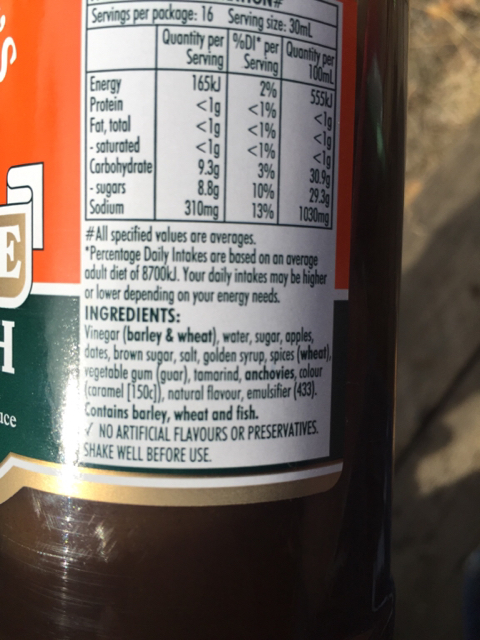 Servings per package: 16 Serving size: 30mL
Quantity per Serving %DI* per Serving Quantity per 100mL
Energy 165kJ 2% 555kJ
Protein <1g <1% <1g
Fat, total <1g <1% <1g
- saturated <1g <1% <1g
Carbohydrate 9.3g 3% 30.9g
- sugars 8.8g 10% 29.3g
Sodium 310mg 13% 1030mg
# All specified values are averages.
*Percentage Daily Intakes are based on an average
adult diet of 8700kJ. Your daily intakes may be higher
or lower depending on your energy needs.
INGREDIENTS:
Vinegar (barley & wheat), water, sugar, apples,
dates, brown sugar, salt, golden syrup, spices (wheat),
vegetable gum (guar), tamarind, anchovies, colour
(caramel [150c]), natural flavour, emulsifier (433).
Contains barley, wheat and fish.
✓ NO ARTIFICIAL FLAVOURS OR PRESERVATIVES.
SHAKE WELL BEFORE USE.
's
E
H
uce